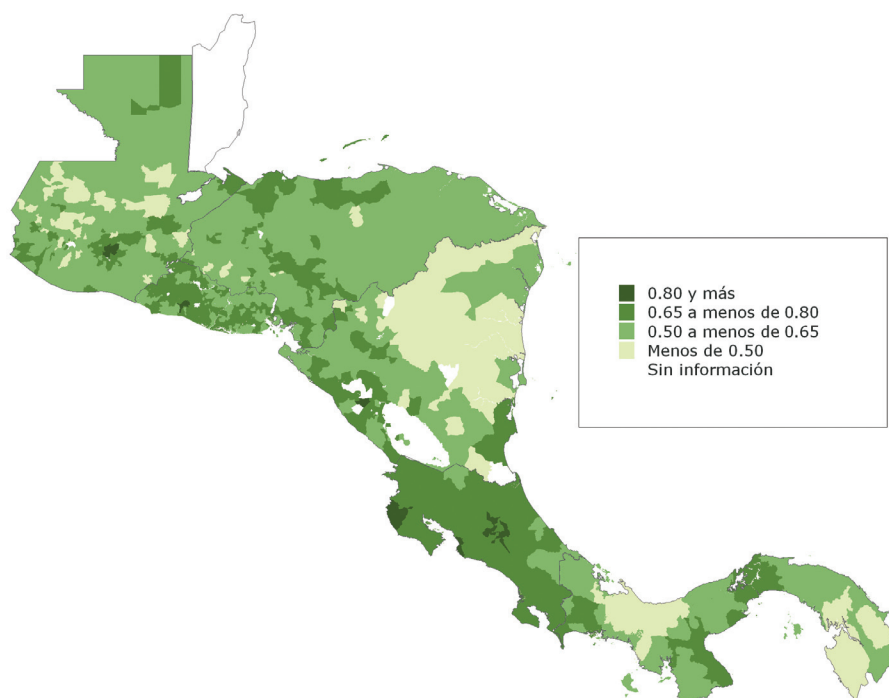 0.80 y más
0.65 a menos de 0.80
0.50 a menos de 0.65
Menos de 0.50
Sin información